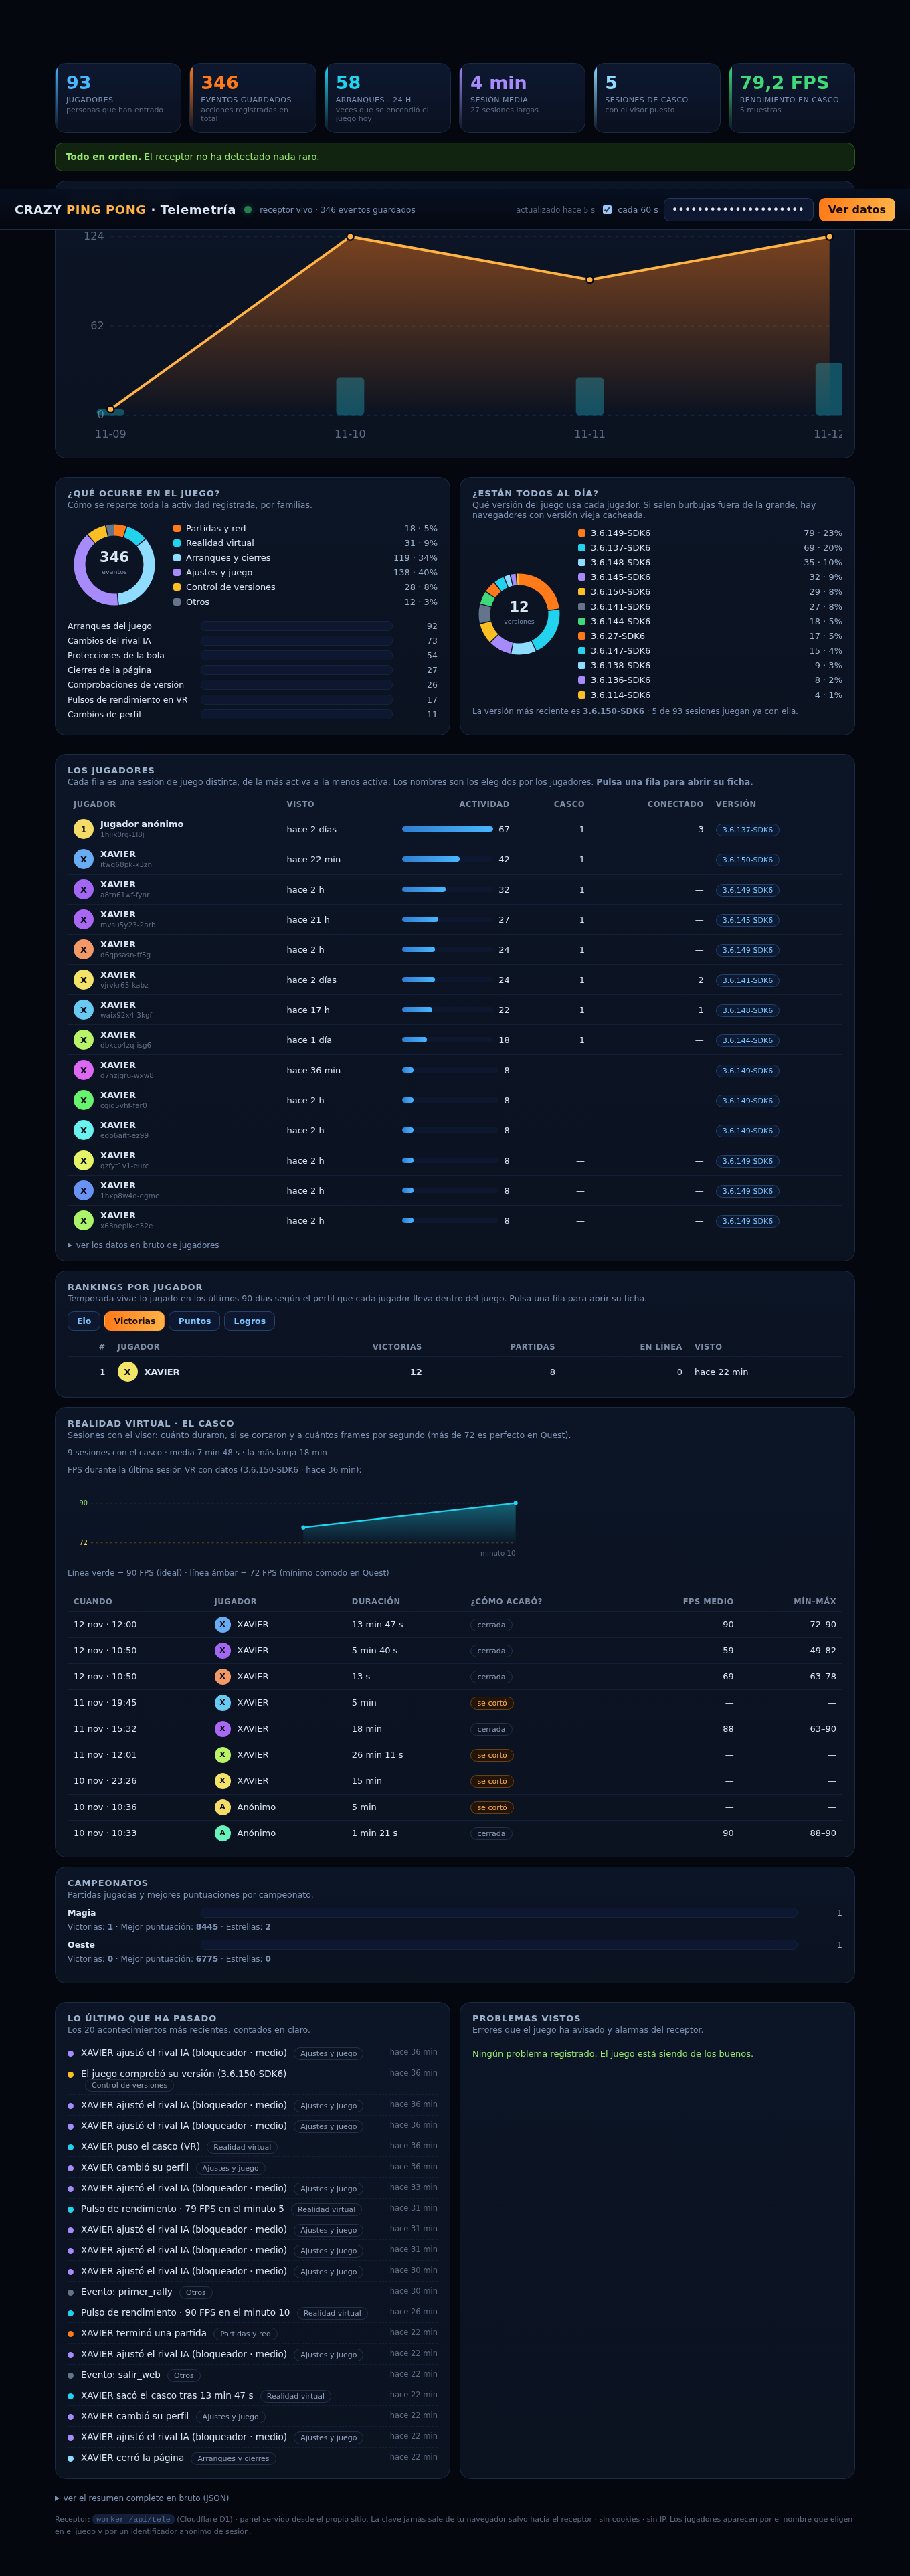 93
JUGADORES
personas que han entrado
346
EVENTOS GUARDADOS
acciones registradas en
total
58
ARRANQUES · 24 H
veces que se encendió el
juego hoy
4 min
SESIÓN MEDIA
27 sesiones largas
5
SESIONES DE CASCO
con el visor puesto
79,2 FPS
RENDIMIENTO EN CASCO
5 muestras
Todo en orden. El receptor no ha detectado nada raro.
CRAZY PING PONG · Telemetría
receptor vivo · 346 eventos guardados
actualizado hace 5 s
cada 60 s
Ver datos
124
62
0
11-09
11-10
11-11
11-12
¿QUÉ OCURRE EN EL JUEGO?
Cómo se reparte toda la actividad registrada, por familias.
346
eventos
Partidas y red 18 · 5%
Realidad virtual 31 · 9%
Arranques y cierres 119 · 34%
Ajustes y juego 138 · 40%
Control de versiones 28 · 8%
Otros 12 · 3%
Arranques del juego 92
Cambios del rival IA 73
Protecciones de la bola 54
Cierres de la página 27
Comprobaciones de versión 26
Pulsos de rendimiento en VR 17
Cambios de perfil 11
¿ESTÁN TODOS AL DÍA?
Qué versión del juego usa cada jugador. Si salen burbujas fuera de la grande, hay
navegadores con versión vieja cacheada.
12
versiones
3.6.149-SDK6 79 · 23%
3.6.137-SDK6 69 · 20%
3.6.148-SDK6 35 · 10%
3.6.145-SDK6 32 · 9%
3.6.150-SDK6 29 · 8%
3.6.141-SDK6 27 · 8%
3.6.144-SDK6 18 · 5%
3.6.27-SDK6 17 · 5%
3.6.147-SDK6 15 · 4%
3.6.138-SDK6 9 · 3%
3.6.136-SDK6 8 · 2%
3.6.114-SDK6 4 · 1%
La versión más reciente es 3.6.150-SDK6 · 5 de 93 sesiones juegan ya con ella.
LOS JUGADORES
Cada fila es una sesión de juego distinta, de la más activa a la menos activa. Los nombres son los elegidos por los jugadores. Pulsa una fila para abrir su ficha.
JUGADOR VISTO ACTIVIDAD CASCO CONECTADO VERSIÓN
1 Jugador anónimo hace 2 días 67 1 3 3.6.137-SDK6
1hjik0rg-1l8j
X XAVIER hace 22 min 42 1 — 3.6.150-SDK6
itwq68pk-x3zn
X XAVIER hace 2 h 32 1 — 3.6.149-SDK6
a8tn61wf-fynr
X XAVIER hace 21 h 27 1 — 3.6.145-SDK6
mvsu5y23-2arb
X XAVIER hace 2 h 24 1 — 3.6.149-SDK6
d6qpsasn-ff5g
X XAVIER hace 2 días 24 1 2 3.6.141-SDK6
vjrvkr65-kabz
X XAVIER hace 17 h 22 1 1 3.6.148-SDK6
waix92x4-3kgf
X XAVIER hace 1 día 18 1 — 3.6.144-SDK6
dbkcp4zq-isg6
X XAVIER hace 36 min 8 — — 3.6.149-SDK6
d7hzjgru-wxw8
X XAVIER hace 2 h 8 — — 3.6.149-SDK6
cgiq5vhf-far0
X XAVIER hace 2 h 8 — — 3.6.149-SDK6
edp6aitf-ez99
X XAVIER hace 2 h 8 — — 3.6.149-SDK6
qzfyt1v1-eurc
X XAVIER hace 2 h 8 — — 3.6.149-SDK6
1hxp8w4o-egme
X XAVIER hace 2 h 8 — — 3.6.149-SDK6
x63neplk-e32e
ver los datos en bruto de jugadores
RANKINGS POR JUGADOR
Temporada viva: lo jugado en los últimos 90 días según el perfil que cada jugador lleva dentro del juego. Pulsa una fila para abrir su ficha.
Elo Victorias Puntos Logros
# JUGADOR VICTORIAS PARTIDAS EN LÍNEA VISTO
1 X XAVIER 12 8 0 hace 22 min
REALIDAD VIRTUAL · EL CASCO
Sesiones con el visor: cuánto duraron, si se cortaron y a cuántos frames por segundo (más de 72 es perfecto en Quest).
9 sesiones con el casco · media 7 min 48 s · la más larga 18 min
FPS durante la última sesión VR con datos (3.6.150-SDK6 · hace 36 min):
90
72
minuto 10
Línea verde = 90 FPS (ideal) · línea ámbar = 72 FPS (mínimo cómodo en Quest)
CUANDO JUGADOR DURACIÓN ¿CÓMO ACABÓ? FPS MEDIO MÍN–MÁX
12 nov · 12:00 X XAVIER 13 min 47 s cerrada 90 72–90
12 nov · 10:50 X XAVIER 5 min 40 s cerrada 59 49–82
12 nov · 10:50 X XAVIER 13 s cerrada 69 63–78
11 nov · 19:45 X XAVIER 5 min se cortó — —
11 nov · 15:32 X XAVIER 18 min cerrada 88 63–90
11 nov · 12:01 X XAVIER 26 min 11 s se cortó — —
10 nov · 23:26 X XAVIER 15 min se cortó — —
10 nov · 10:36 A Anónimo 5 min se cortó — —
10 nov · 10:33 A Anónimo 1 min 21 s cerrada 90 88–90
CAMPEONATOS
Partidas jugadas y mejores puntuaciones por campeonato.
Magia 1
Victorias: 1 · Mejor puntuación: 8445 · Estrellas: 2
Oeste 1
Victorias: 0 · Mejor puntuación: 6775 · Estrellas: 0
LO ÚLTIMO QUE HA PASADO
Los 20 acontecimientos más recientes, contados en claro.
XAVIER ajustó el rival IA (bloqueador · medio) Ajustes y juego hace 36 min
El juego comprobó su versión (3.6.150-SDK6) hace 36 min
Control de versiones
XAVIER ajustó el rival IA (bloqueador · medio) Ajustes y juego hace 36 min
XAVIER ajustó el rival IA (bloqueador · medio) Ajustes y juego hace 36 min
XAVIER puso el casco (VR) Realidad virtual hace 36 min
XAVIER cambió su perfil Ajustes y juego hace 36 min
XAVIER ajustó el rival IA (bloqueador · medio) Ajustes y juego hace 33 min
Pulso de rendimiento · 79 FPS en el minuto 5 Realidad virtual hace 31 min
XAVIER ajustó el rival IA (bloqueador · medio) Ajustes y juego hace 31 min
XAVIER ajustó el rival IA (bloqueador · medio) Ajustes y juego hace 31 min
XAVIER ajustó el rival IA (bloqueador · medio) Ajustes y juego hace 30 min
Evento: primer_rally Otros hace 30 min
Pulso de rendimiento · 90 FPS en el minuto 10 Realidad virtual hace 26 min
XAVIER terminó una partida Partidas y red hace 22 min
XAVIER ajustó el rival IA (bloqueador · medio) Ajustes y juego hace 22 min
Evento: salir_web Otros hace 22 min
XAVIER sacó el casco tras 13 min 47 s Realidad virtual hace 22 min
XAVIER cambió su perfil Ajustes y juego hace 22 min
XAVIER ajustó el rival IA (bloqueador · medio) Ajustes y juego hace 22 min
XAVIER cerró la página Arranques y cierres hace 22 min
PROBLEMAS VISTOS
Errores que el juego ha avisado y alarmas del receptor.
Ningún problema registrado. El juego está siendo de los buenos.
ver el resumen completo en bruto (JSON)
Receptor: worker /api/tele (Cloudflare D1) · panel servido desde el propio sitio. La clave jamás sale de tu navegador salvo hacia el receptor · sin cookies · sin IP. Los jugadores aparecen por el nombre que eligen
en el juego y por un identificador anónimo de sesión.